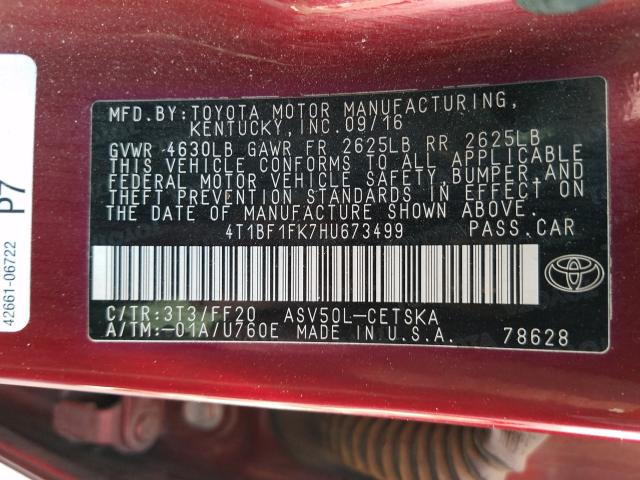 MFD.BY:TOYOTA MOTOR MANUFACTURING,
KENTUCKY,INC.09/16
GVWR 4630LB GAWR FR 2625LB RR 2625LB
THIS VEHICLE CONFORMS TO ALL APPLICABLE
FEDERAL MOTOR VEHICLE SAFETY, BUMPER, AND
THEFT PREVENTION STANDARDS IN EFFECT ON
THE DATE OF MANUFACTURE SHOWN ABOVE.
4T1BF1FK7HU673499 PASS.CAR
C/TR:3T3/FF20 ASV50L-CETSKA
A/TM:-01A/U760E MADE IN U.S.A. 78628
42661-06722
P7